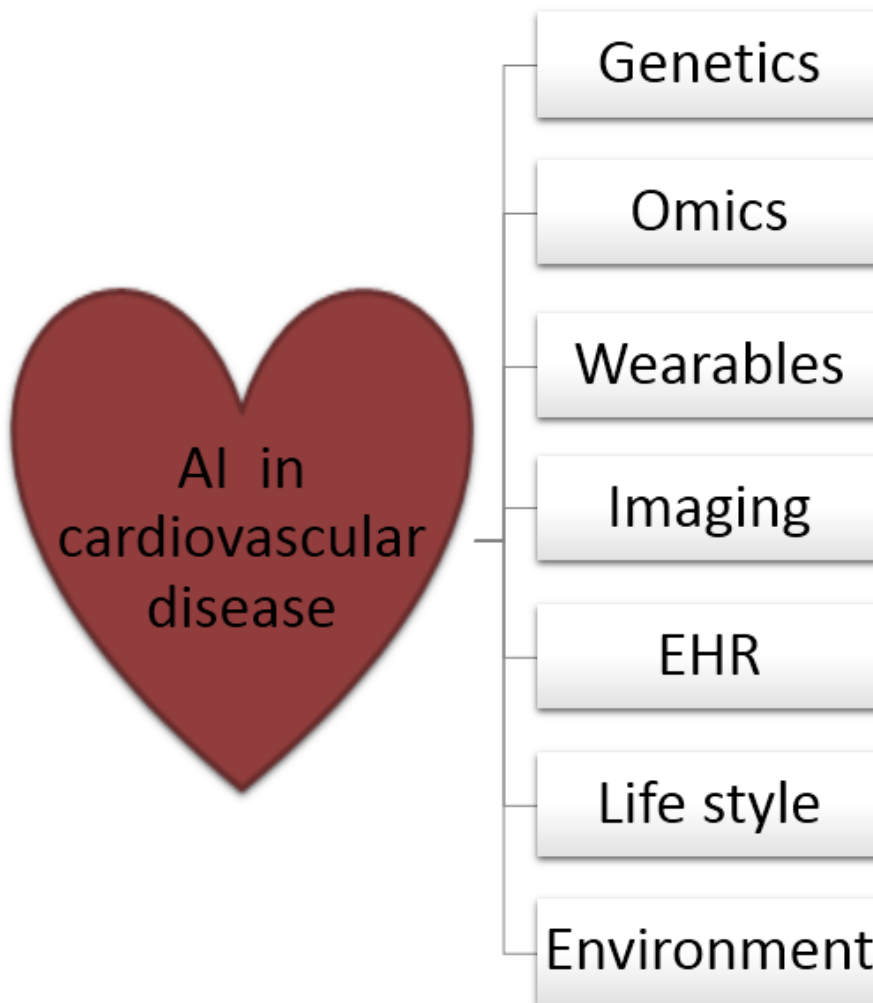 AI in
cardiovascular
disease
Genetics
Omics
Wearables
Imaging
EHR
Life style
Environment